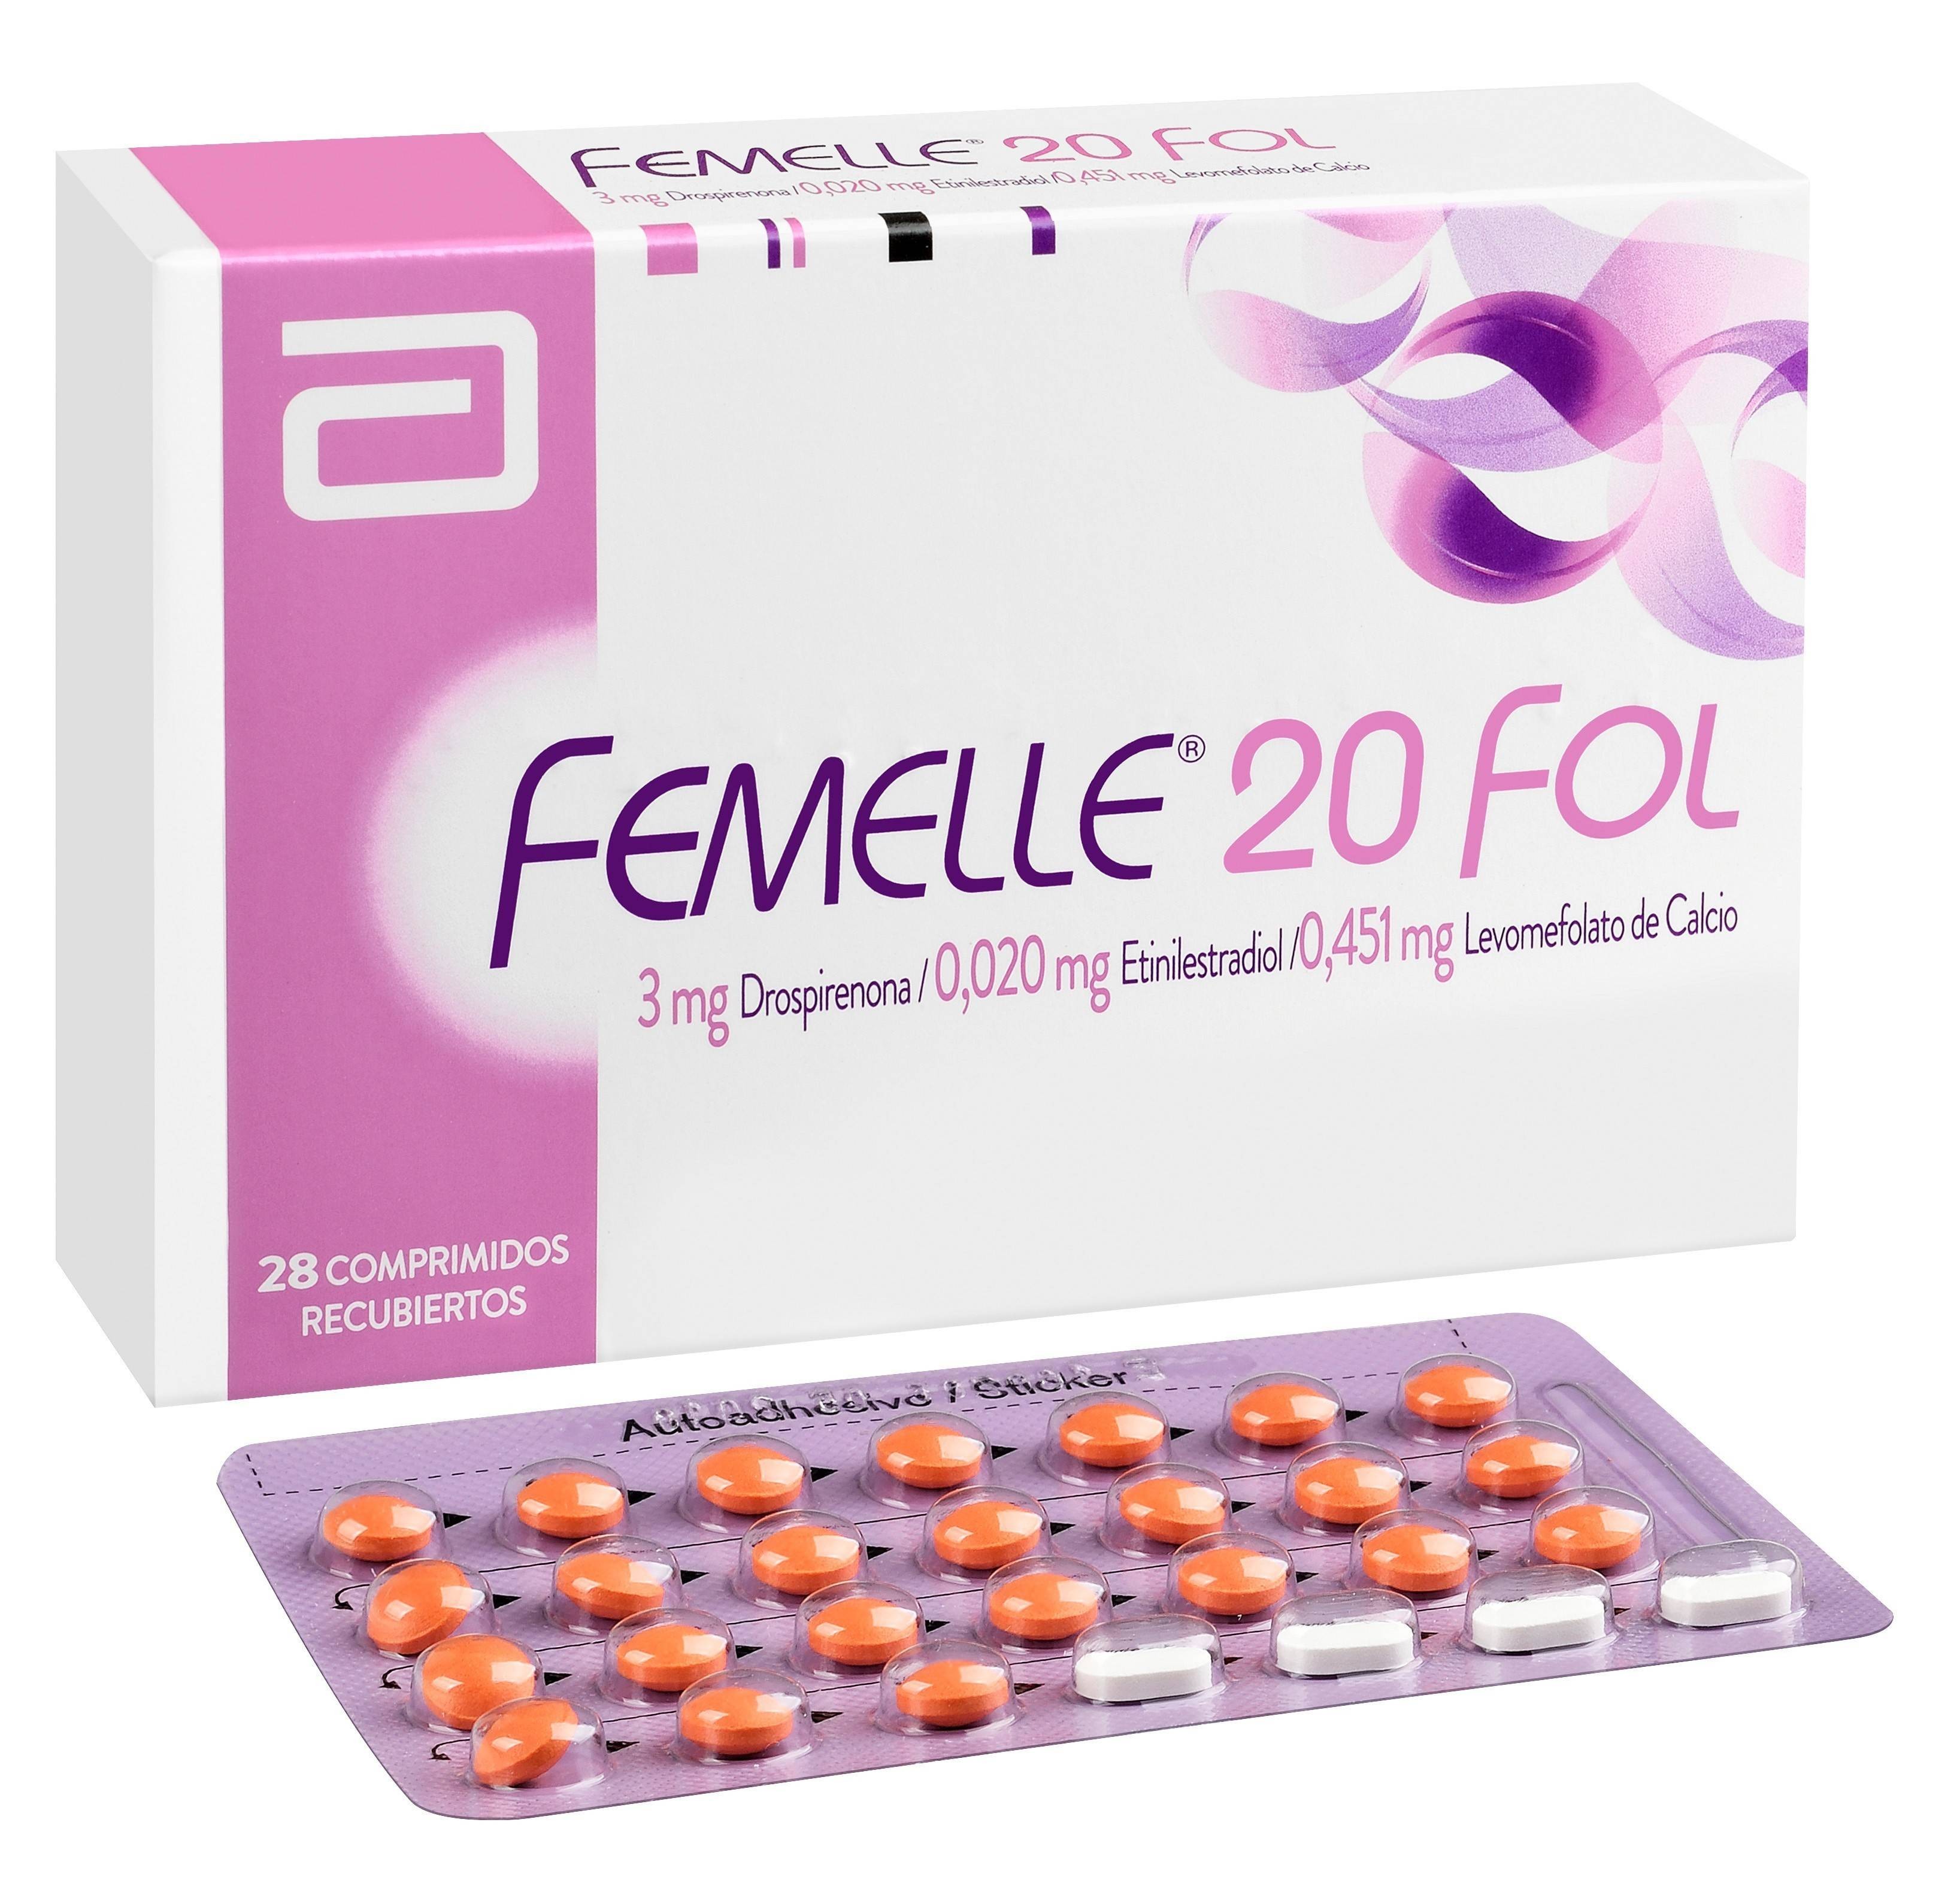 FEMELLE® 20 FOL
3 mg Drospirenona / 0,020 mg Etinilestradiol / 0,451 mg Levomefolato de Calcio
FEMELLE® 20 FOL
3 mg Drospirenona / 0,020 mg Etinilestradiol / 0,451 mg Levomefolato de Calcio
28 COMPRIMIDOS
RECUBIERTOS
Autoadhesivo / Sticker